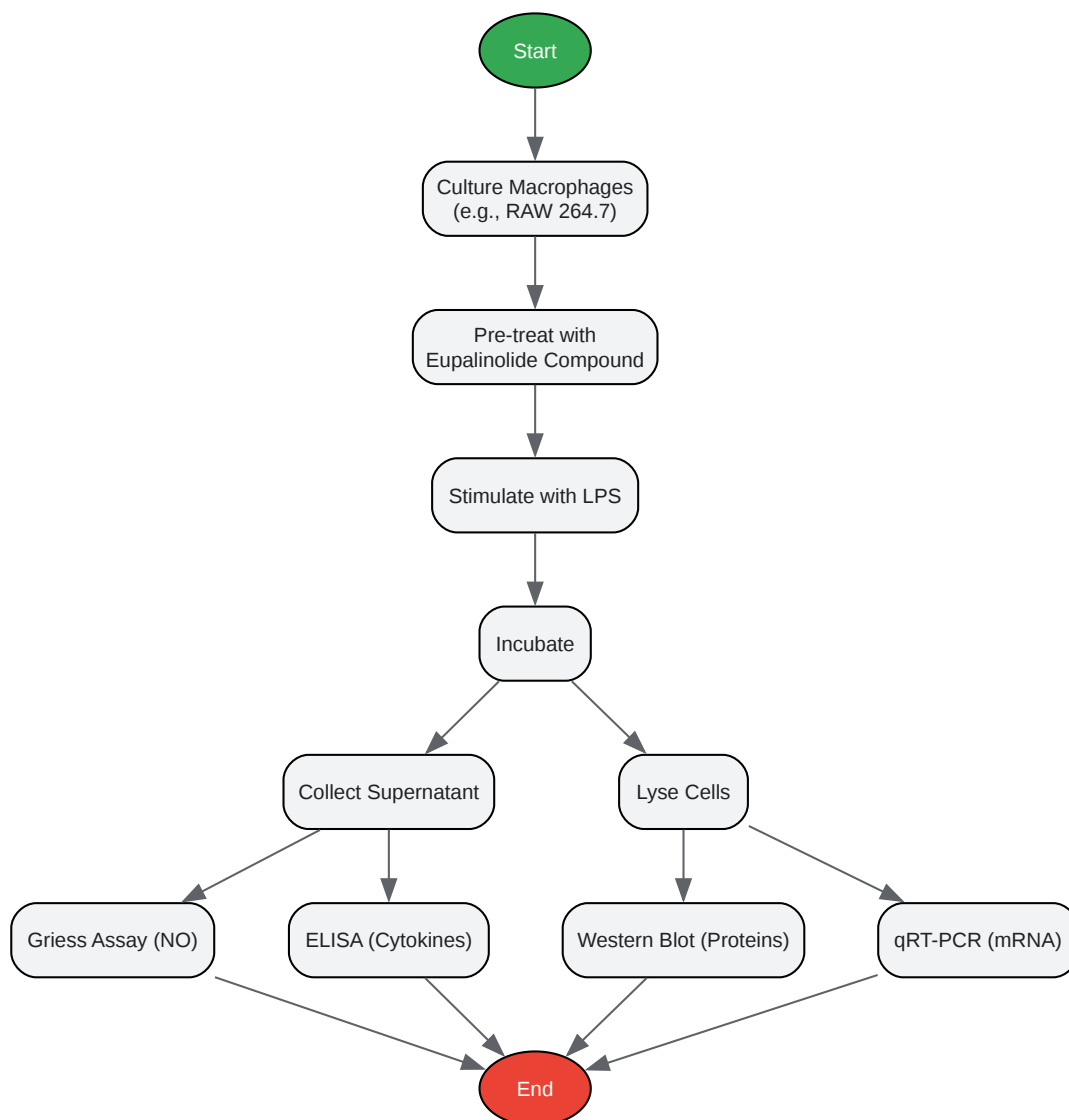 Start
Culture Macrophages
(e.g., RAW 264.7)
Pre-treat with
Eupalinolide Compound
Stimulate with LPS
Incubate
Collect Supernatant
Lyse Cells
Griess Assay (NO)
ELISA (Cytokines)
Western Blot (Proteins)
qRT-PCR (mRNA)
End